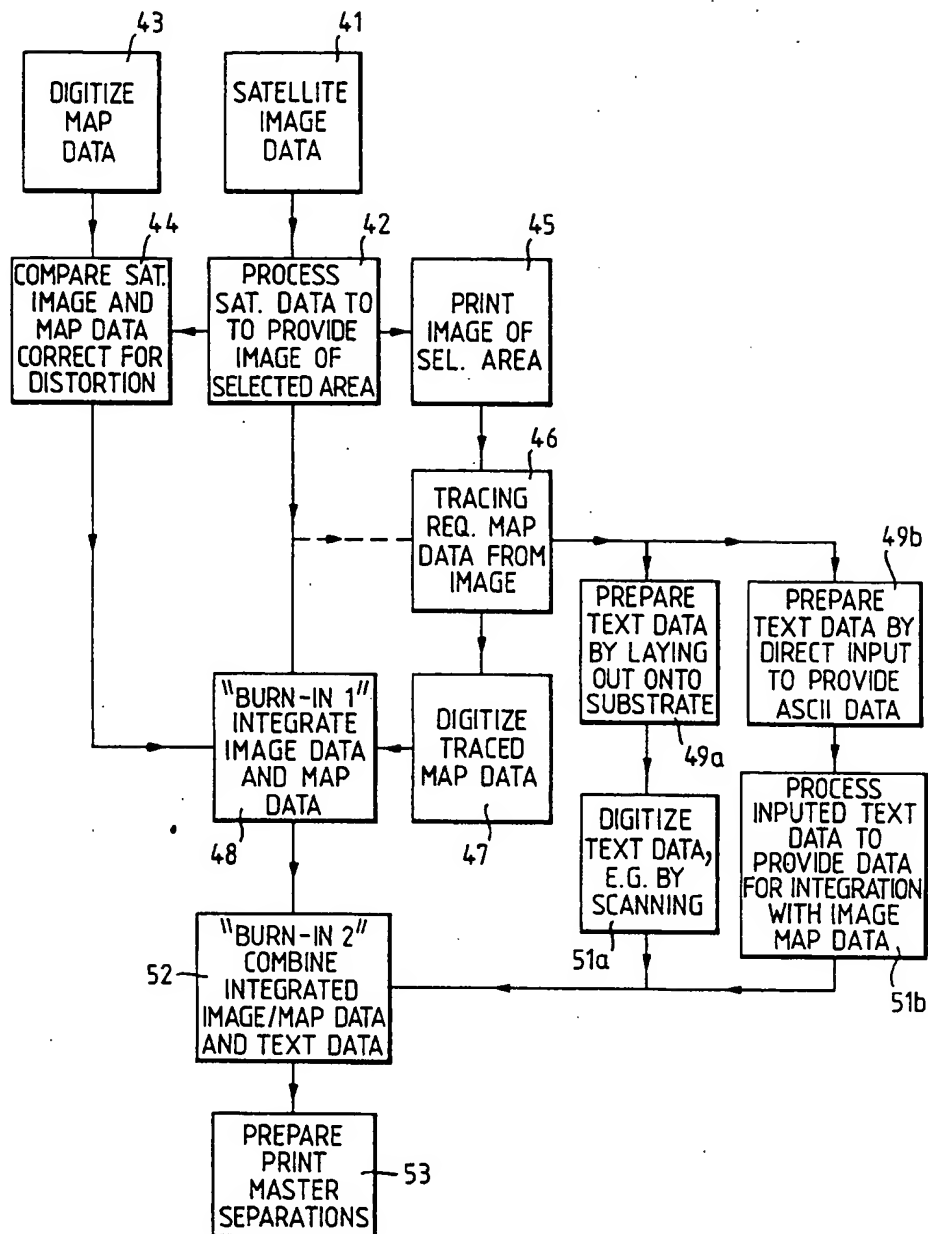 43
DIGITIZE
MAP
DATA
41
SATELLITE
IMAGE
DATA
44
COMPARE SAT.
IMAGE AND
MAP DATA
CORRECT FOR
DISTORTION
42
PROCESS
SAT. DATA TO
TO PROVIDE
IMAGE OF
SELECTED AREA
45
PRINT
IMAGE OF
SEL. AREA
46
TRACING
REQ. MAP
DATA FROM
IMAGE
49a
PREPARE
TEXT DATA
BY LAYING
OUT ONTO
SUBSTRATE
49b
PREPARE
TEXT DATA BY
DIRECT INPUT
TO PROVIDE
ASCII DATA
"BURN-IN 1"
INTEGRATE
IMAGE DATA
AND MAP
DATA
48
DIGITIZE
TRACED
MAP DATA
47
DIGITIZE
TEXT DATA,
E.G. BY
SCANNING
51a
PROCESS
INPUTED TEXT
DATA TO
PROVIDE DATA
FOR INTEGRATION
WITH IMAGE
MAP DATA
51b
52
"BURN-IN 2"
COMBINE
INTEGRATED
IMAGE/MAP DATA
AND TEXT DATA
PREPARE
PRINT
MASTER
SEPARATIONS
53